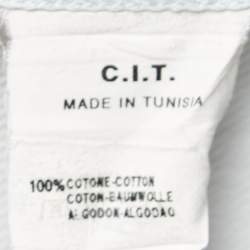 C.I.T.
MADE IN TUNISIA
100% COTONE-COTTON
COTON-BAUMWOLLE
ALGODON-ALGODAO